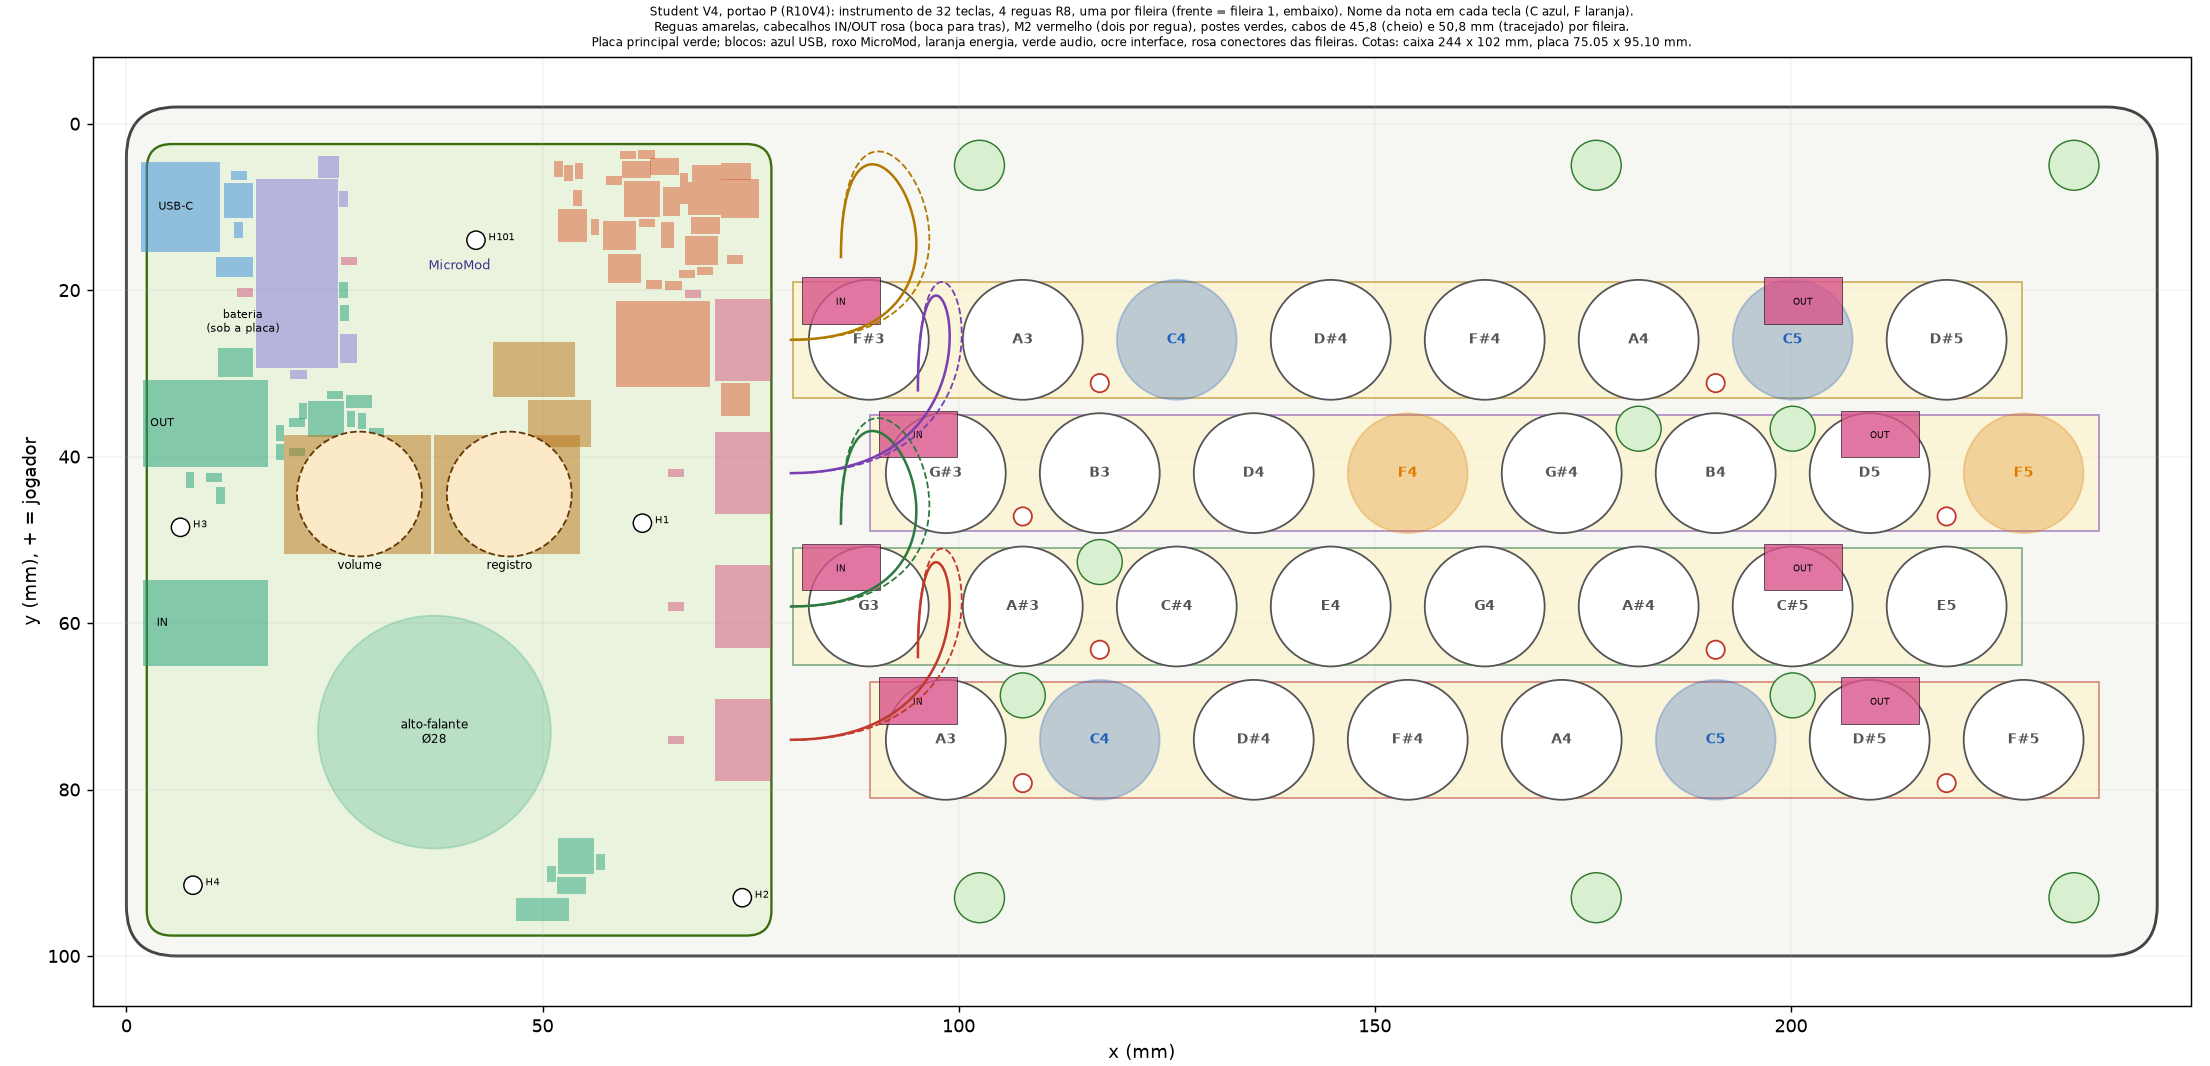 Student V4, portao P (R10V4): instrumento de 32 teclas, 4 reguas R8, uma por fileira (frente = fileira 1, embaixo). Nome da nota em cada tecla (C azul, F laranja).
Reguas amarelas, cabecalhos IN/OUT rosa (boca para tras), M2 vermelho (dois por regua), postes verdes, cabos de 45,8 (cheio) e 50,8 mm (tracejado) por fileira.
Placa principal verde; blocos: azul USB, roxo MicroMod, laranja energia, verde audio, ocre interface, rosa conectores das fileiras. Cotas: caixa 244 x 102 mm, placa 75.05 x 95.10 mm.
0
20
40
60
80
100
y (mm), + = jogador
USB-C
H101
MicroMod
bateria
(sob a placa)
OUT
H3
H1
volume
registro
IN
alto-falante
Ø28
H4
H2
IN
OUT
F#3
A3
C4
D#4
F#4
A4
C5
D#5
IN
OUT
G#3
B3
D4
F4
G#4
B4
D5
F5
IN
OUT
G3
A#3
C#4
E4
G4
A#4
C#5
E5
IN
OUT
A3
C4
D#4
F#4
A4
C5
D#5
F#5
0
50
100
150
200
x (mm)